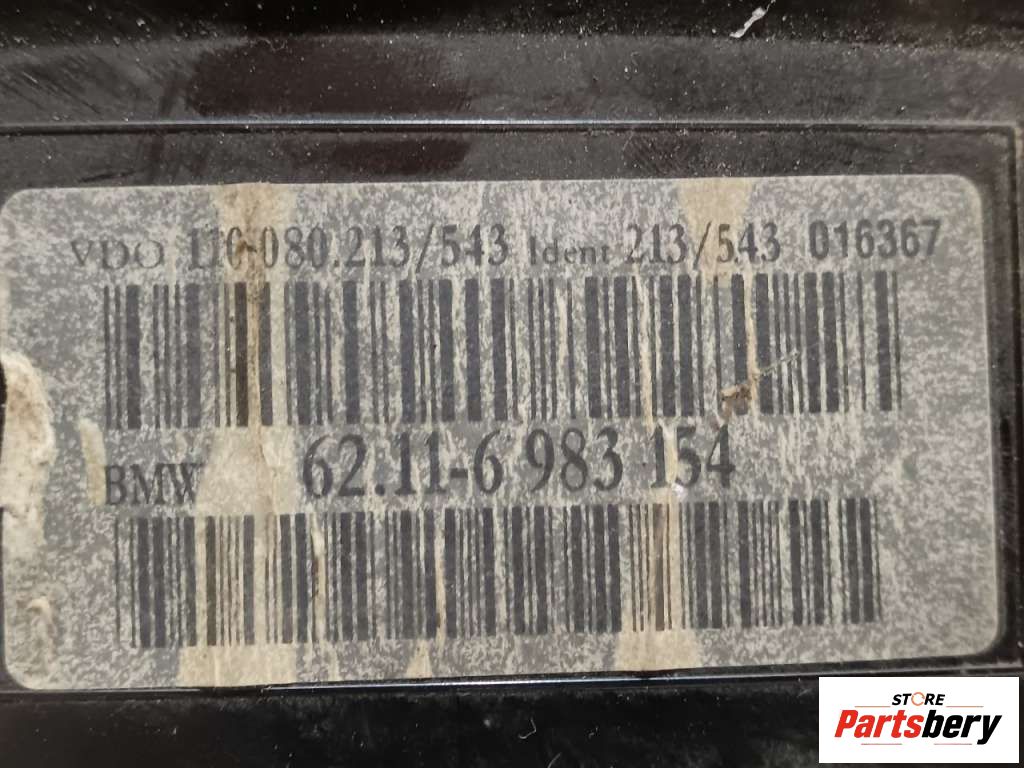 VDO 110-080.213/543 Ident 213/543 016367
BMW 62.11-6 983 154
STORE
Partsbery